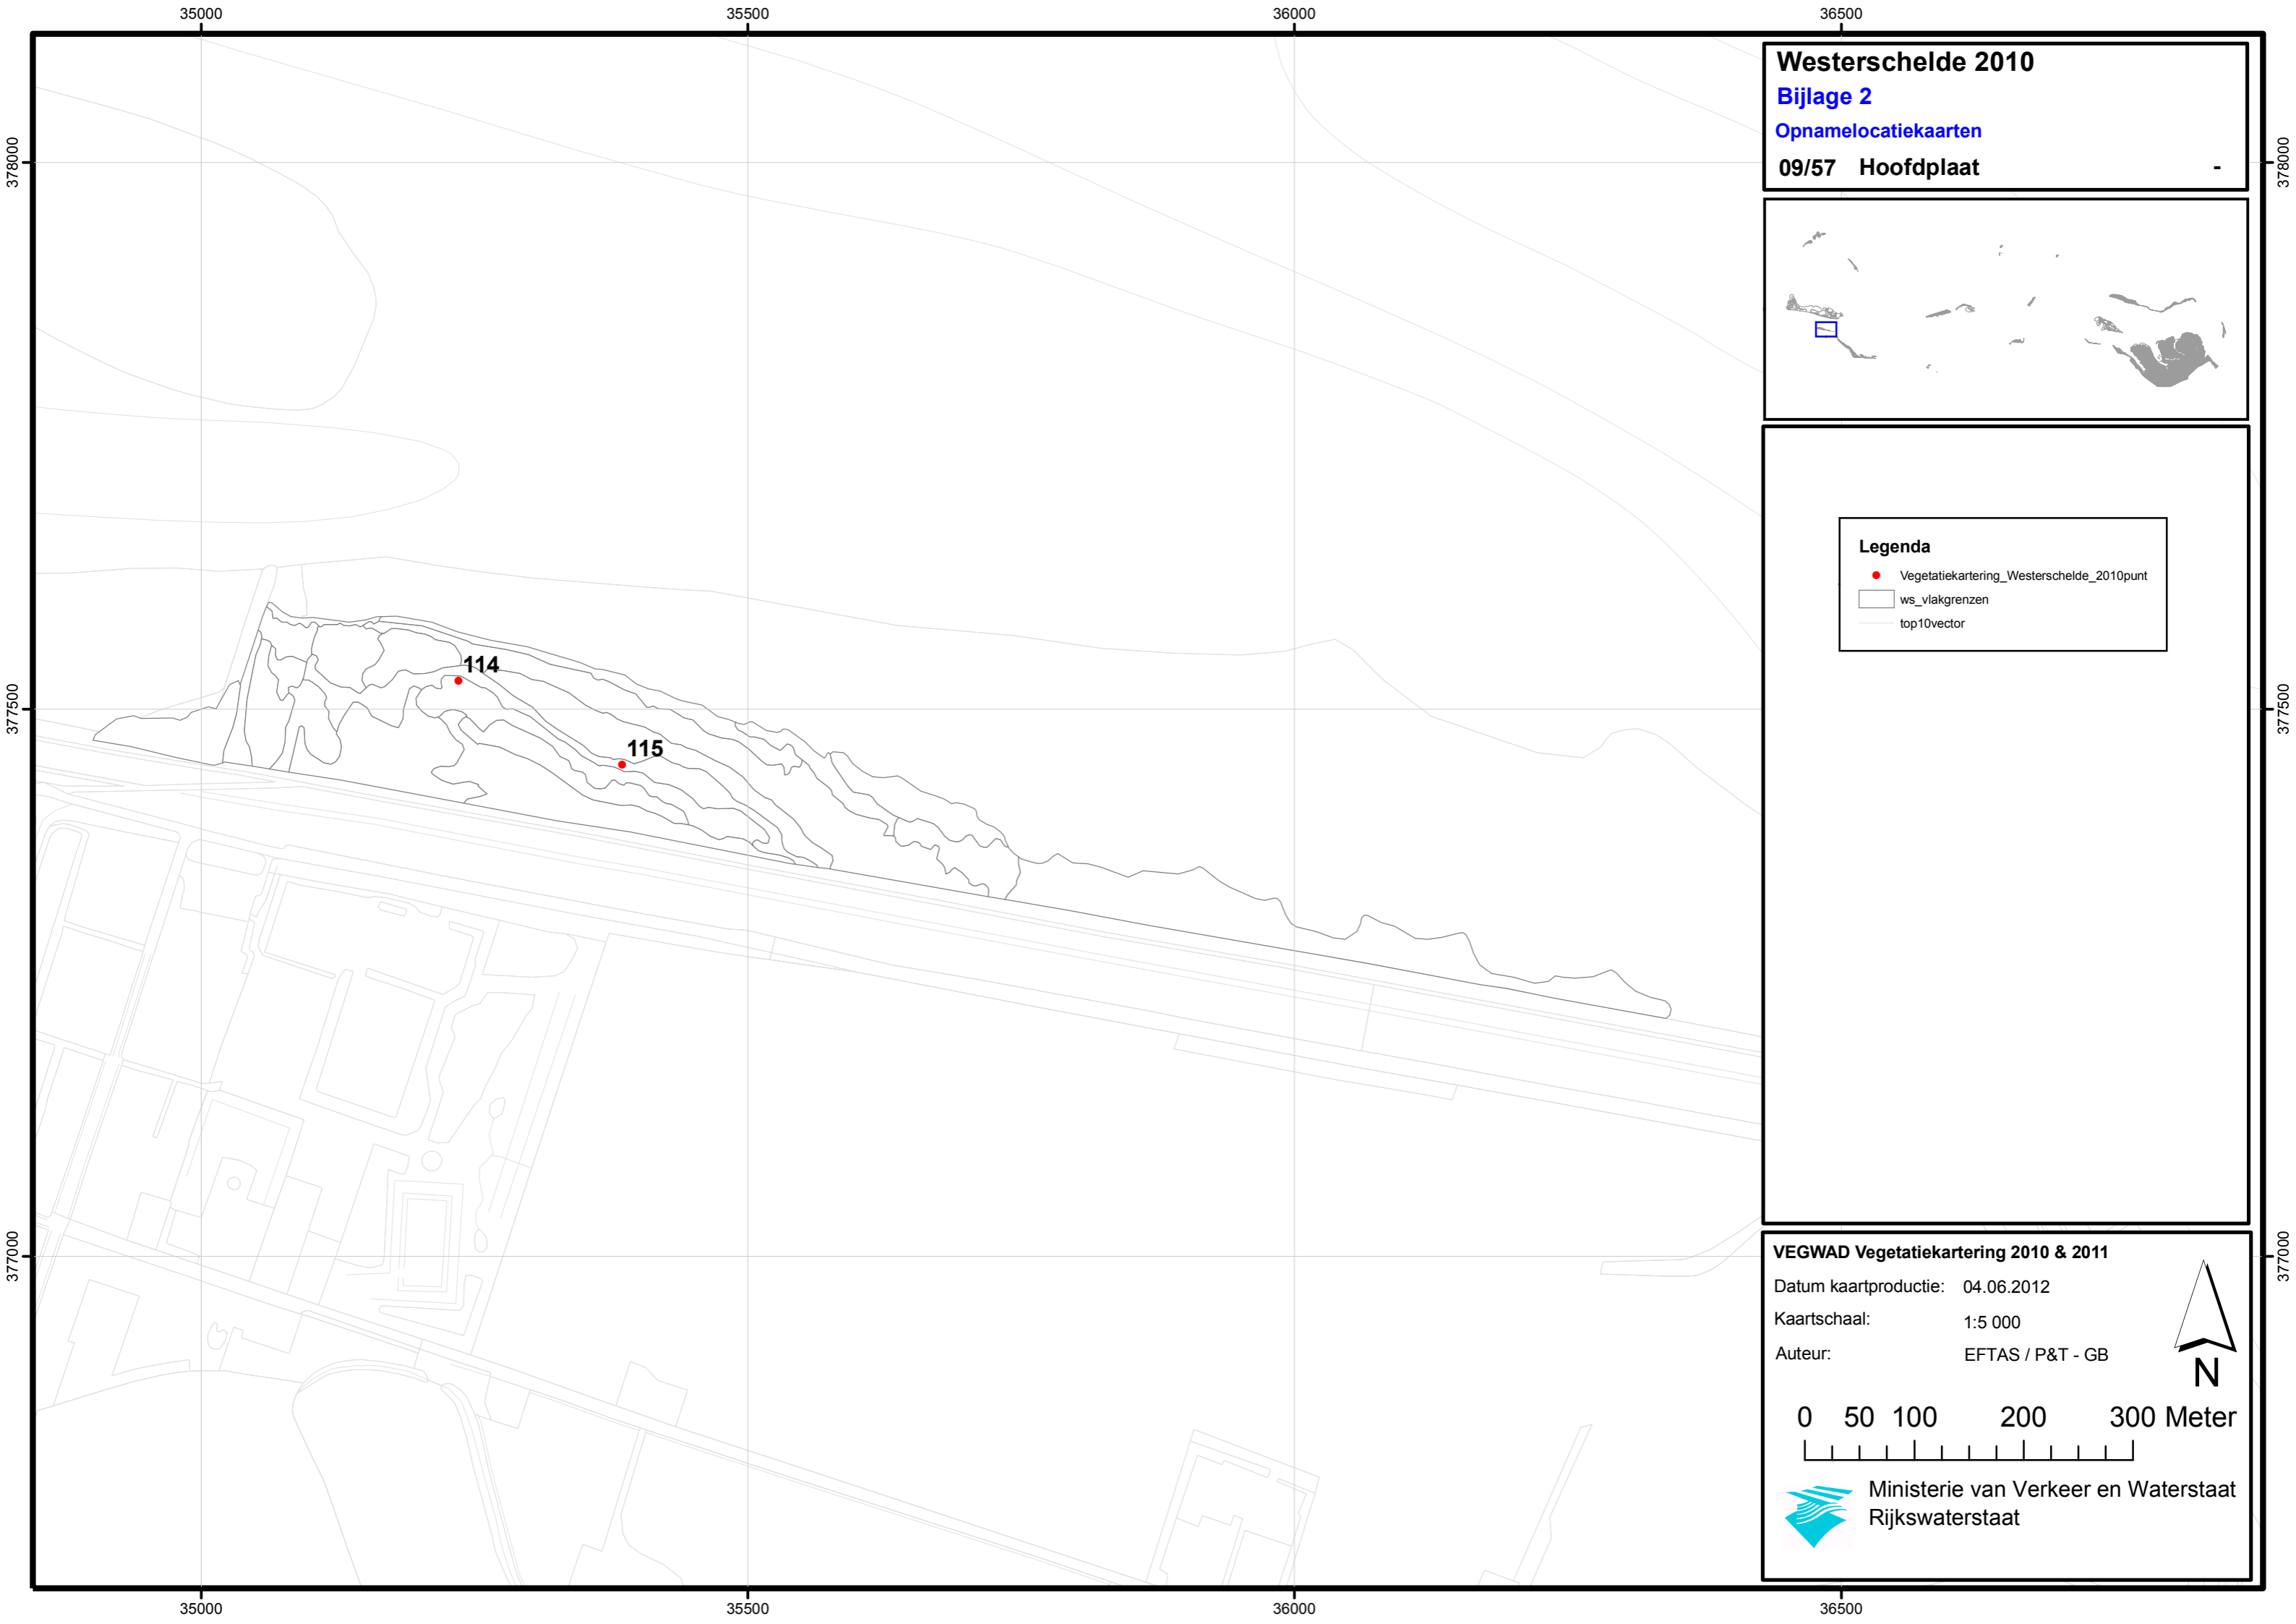 35000 35500 36000 36500
378000 378000
377500 377500
377000 377000
35000 35500 36000 36500
114
115
Westerschelde 2010
Bijlage 2
Opnamelocatiekaarten
09/57 Hoofdplaat -
Legenda
Vegetatiekartering_Westerschelde_2010punt
ws_vlakgrenzen
top10vector
VEGWAD Vegetatiekartering 2010 & 2011
Datum kaartproductie: 04.06.2012
Kaartschaal: 1:5 000
Auteur: EFTAS / P&T - GB
N
0 50 100 200 300 Meter
Ministerie van Verkeer en Waterstaat
Rijkswaterstaat